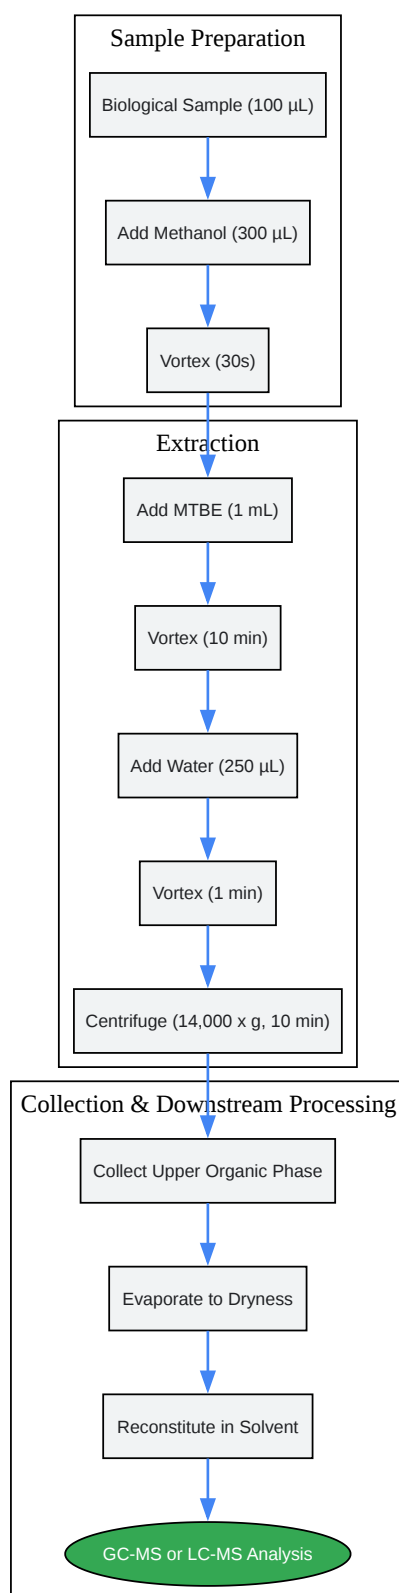 Sample Preparation
Biological Sample (100 µL)
Add Methanol (300 µL)
Vortex (30s)
Extraction
Add MTBE (1 mL)
Vortex (10 min)
Add Water (250 µL)
Vortex (1 min)
Centrifuge (14,000 x g, 10 min)
Collection & Downstream Processing
Collect Upper Organic Phase
Evaporate to Dryness
Reconstitute in Solvent
GC-MS or LC-MS Analysis